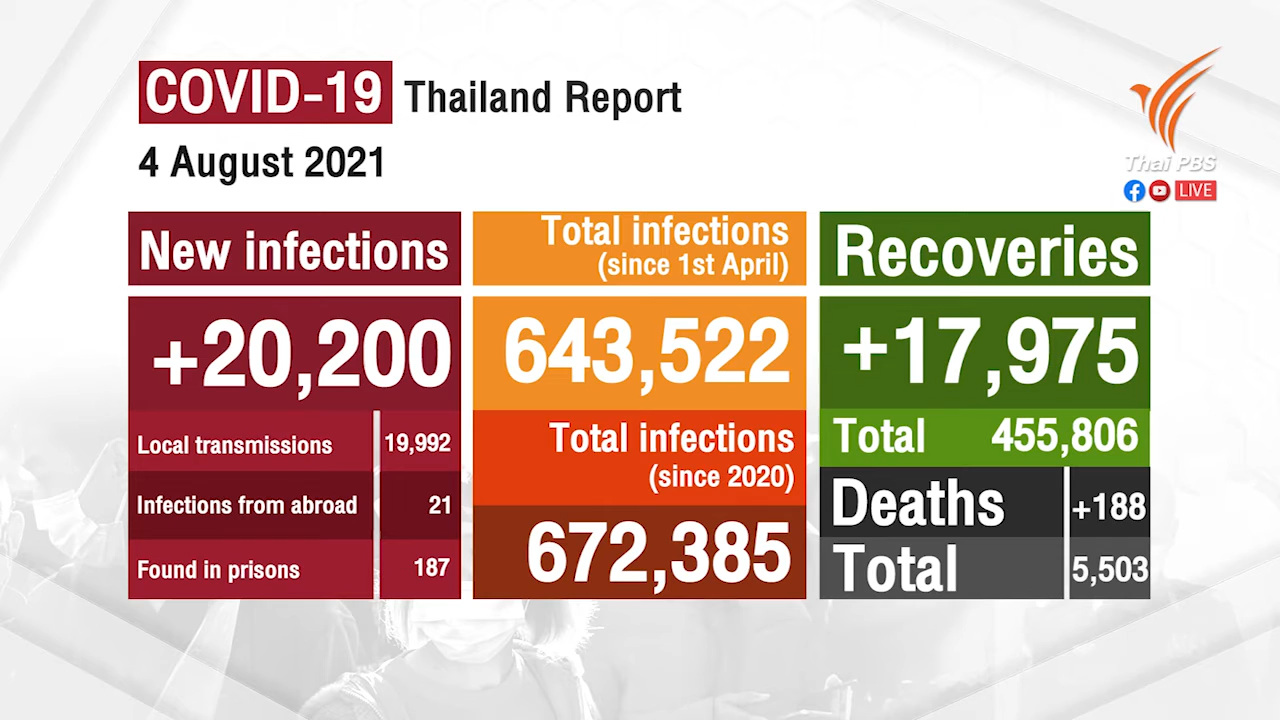 COVID-19 Thailand Report
4 August 2021
Thai PBS
LIVE
New infections
+20,200
Local transmissions 19,992
Infections from abroad 21
Found in prisons 187
Total infections
(since 1st April)
643,522
Total infections
(since 2020)
672,385
Recoveries
+17,975
Total 455,806
Deaths +188
Total 5,503